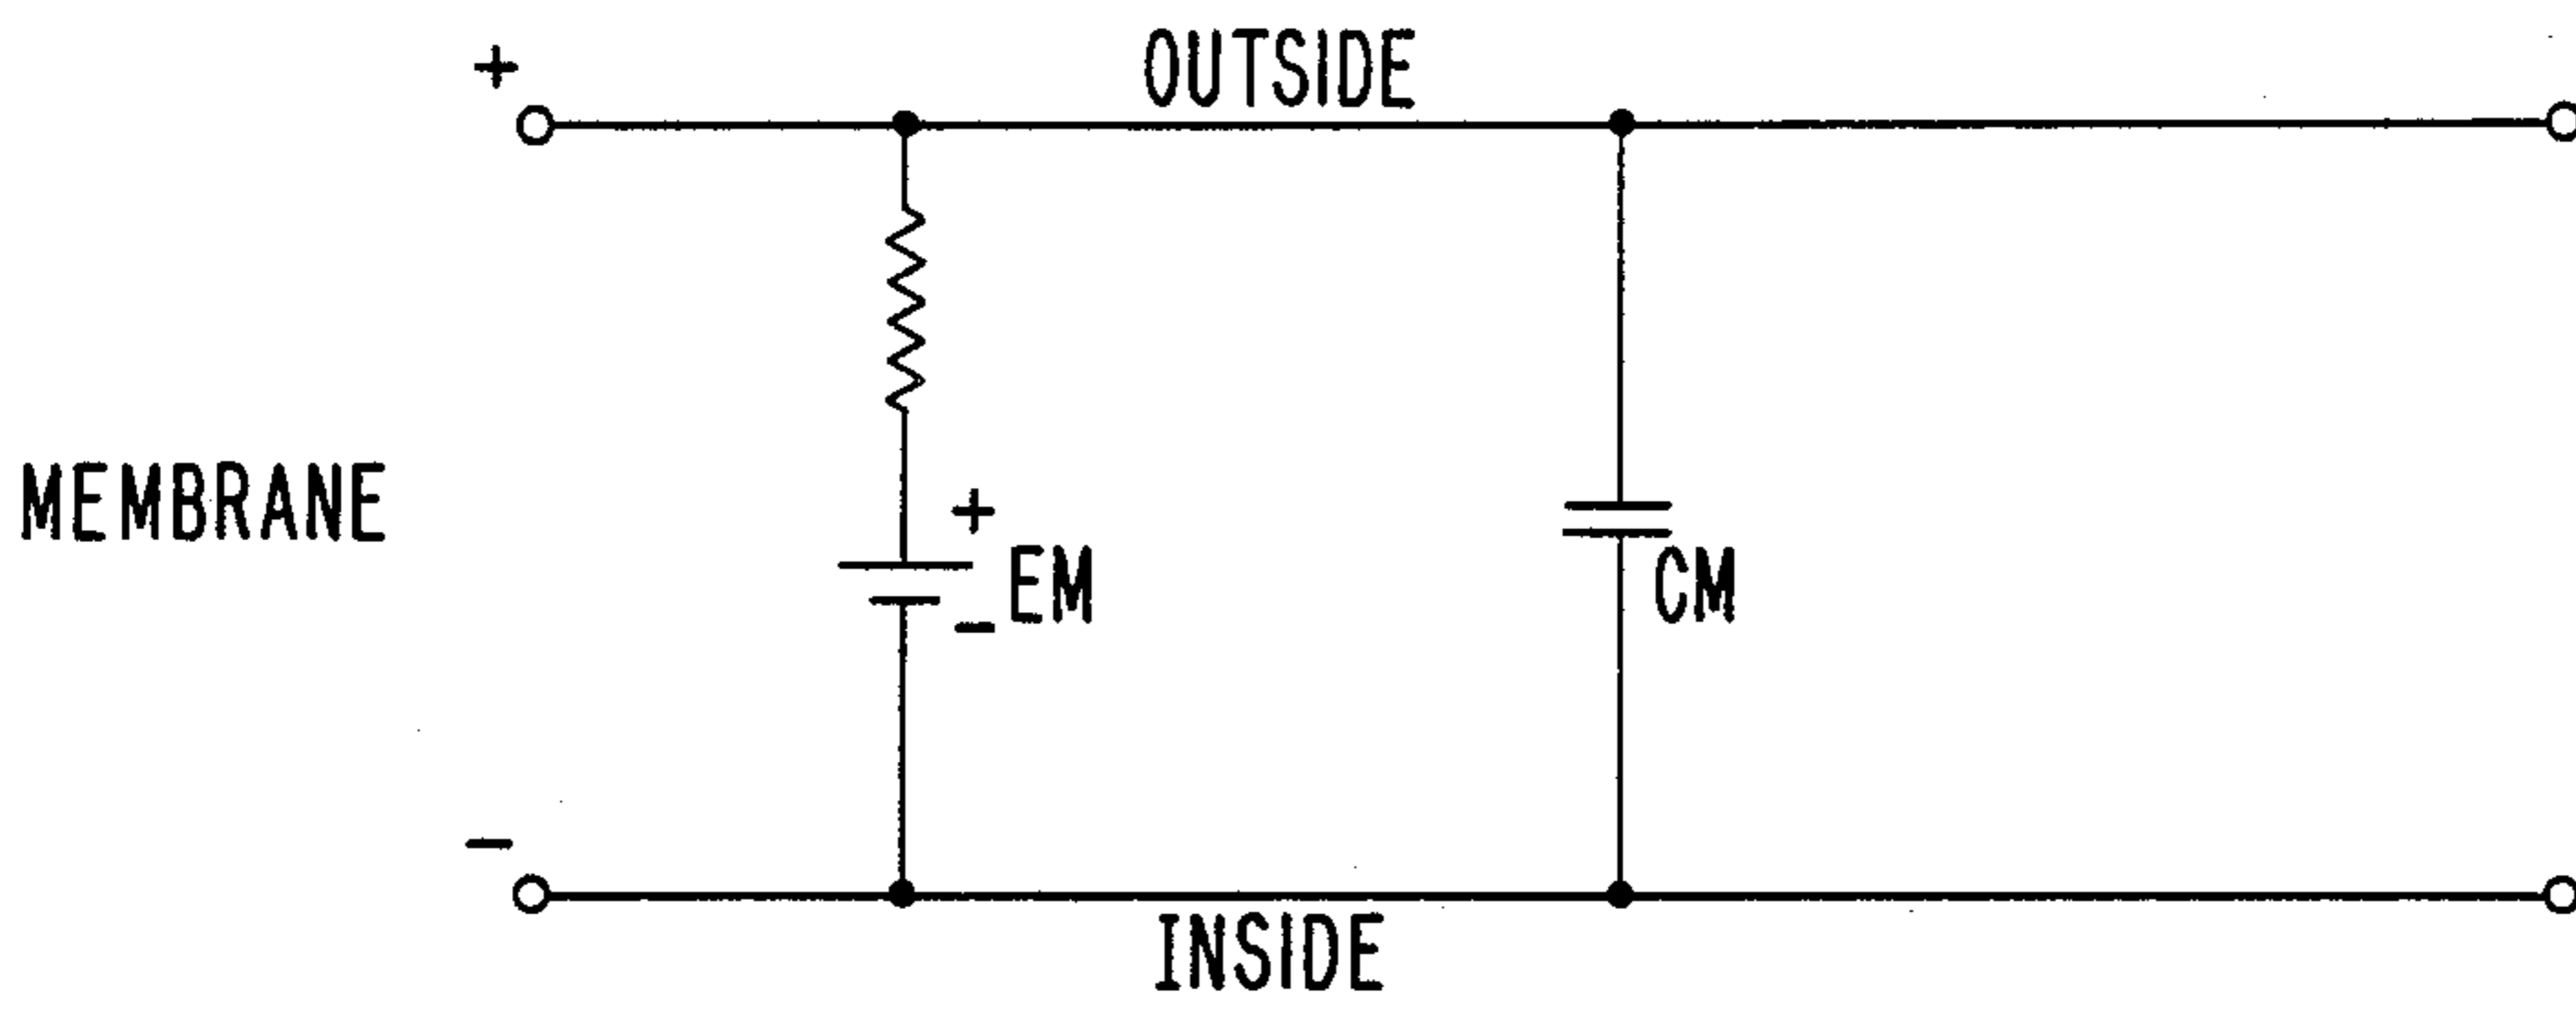 +
OUTSIDE
MEMBRANE
+
EM
-
CM
-
INSIDE